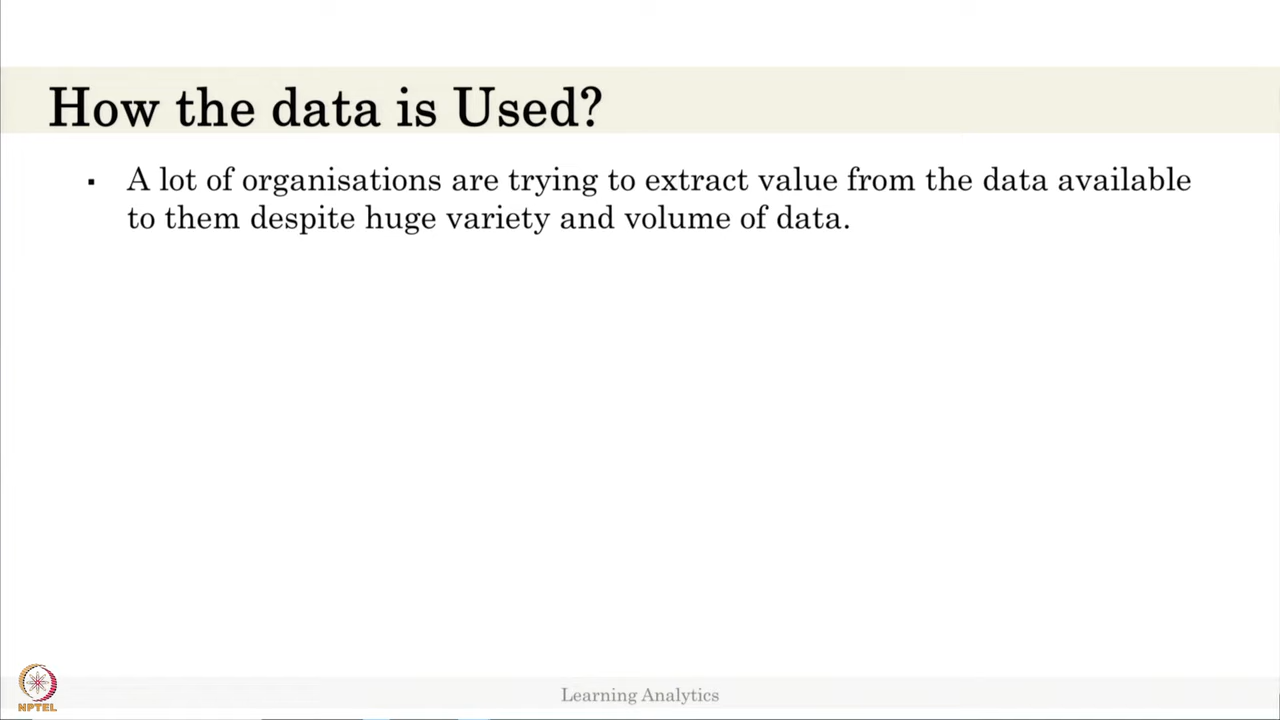 How the data is Used?
▪ A lot of organisations are trying to extract value from the data available
to them despite huge variety and volume of data.
NPTEL
Learning Analytics